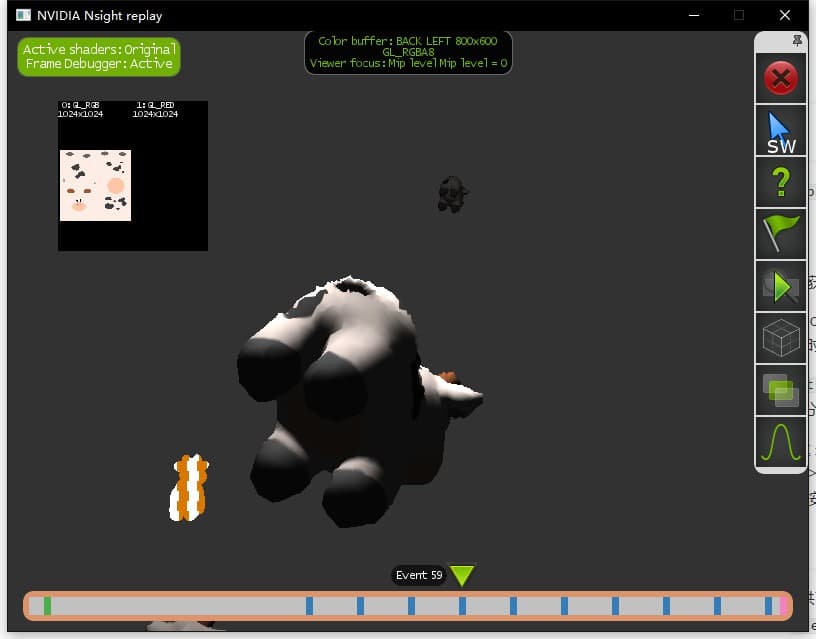 NVIDIA Nsight replay
Active shaders: Original
Frame Debugger: Active
Color buffer: BACK LEFT 800x600
GL_RGBA8
Viewer focus: Mip level Mip level = 0
0: GL_RGB
1024x1024
1: GL_RED
1024x1024
SW
?
Event 59